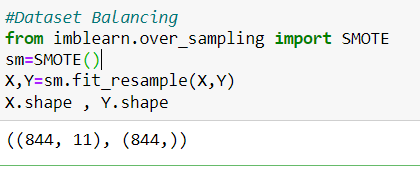 #Dataset Balancing
from imblearn.over_sampling import SMOTE
sm=SMOTE()
X,Y=sm.fit_resample(X,Y)
X.shape , Y.shape
((844, 11), (844,))